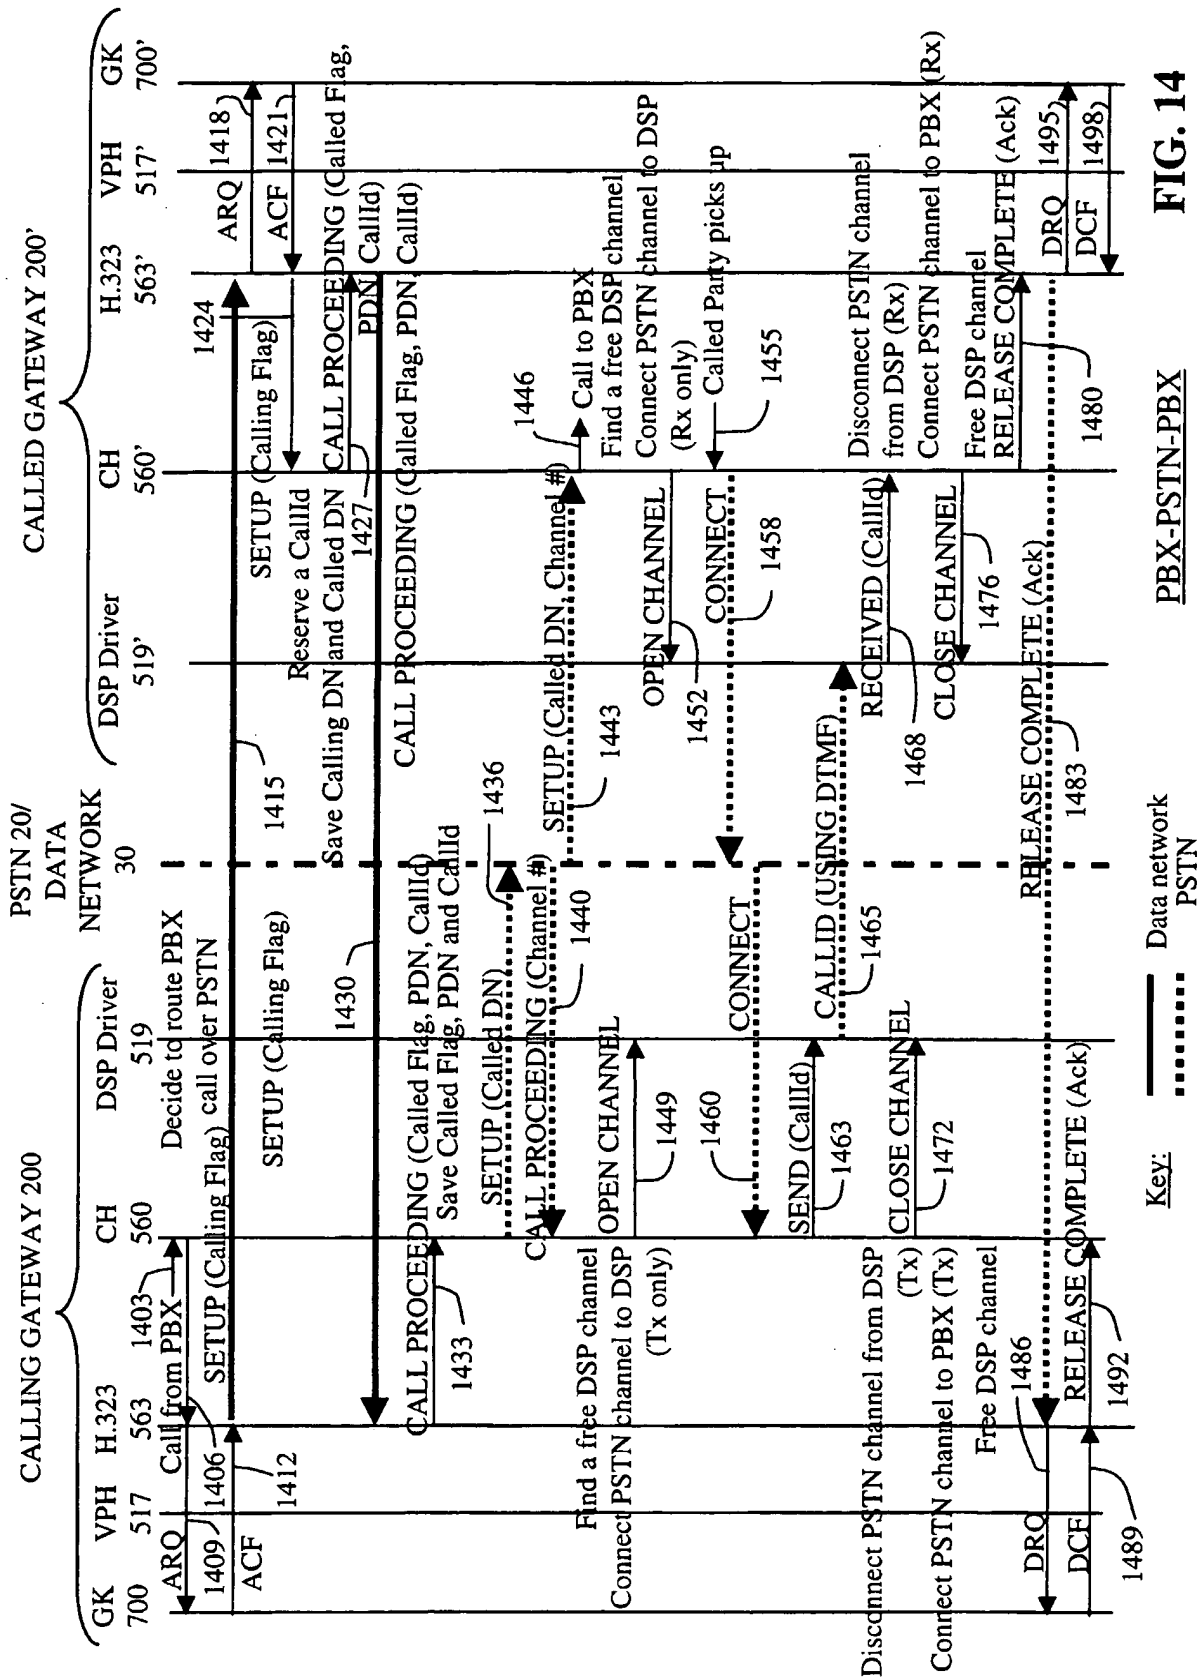 CALLING GATEWAY 200
PSTN 20/
DATA
NETWORK
30
CALLED GATEWAY 200'
GK
700
VPH
517
H.323
563
CH
560
DSP Driver
519
DSP Driver
519'
CH
560'
H.323
563'
VPH
517'
GK
700'
Call from PBX
1403
1406
ARQ
1409
ACF
1412
Decide to route PBX
call over PSTN
SETUP (Calling Flag)
SETUP (Calling Flag)
1415
ARQ
1418
ACF
1421
1424
SETUP (Calling Flag)
Reserve a CallId
Save Calling DN and Called DN
1427
CALL PROCEEDING (Called Flag,
PDN, CallId)
CALL PROCEEDING (Called Flag, PDN, CallId)
1430
CALL PROCEEDING (Called Flag, PDN, CallId)
1433
Save Called Flag, PDN and CallId
SETUP (Called DN)
1436
CALL PROCEEDING (Channel #)
1440
SETUP (Called DN, Channel #)
1443
1446
Call to PBX
Find a free DSP channel
Connect PSTN channel to DSP
(Rx only)
Find a free DSP channel
Connect PSTN channel to DSP
(Tx only)
OPEN CHANNEL
1449
OPEN CHANNEL
1452
Called Party picks up
1455
CONNECT
1458
CONNECT
1460
SEND (CallId)
1463
CALLID (USING DTMF)
1465
RECEIVED (CallId)
1468
Disconnect PSTN channel from DSP
(Tx)
Connect PSTN channel to PBX (Tx)
Free DSP channel
CLOSE CHANNEL
1472
Disconnect PSTN channel
from DSP (Rx)
Connect PSTN channel to PBX (Rx)
Free DSP channel
CLOSE CHANNEL
1476
RELEASE COMPLETE (Ack)
1480
RELEASE COMPLETE (Ack)
1483
1486
DRQ
DCF
1489
RELEASE COMPLETE (Ack)
1492
DRQ
1495
DCF
1498
Key:
Data network
PSTN
PBX-PSTN-PBX
FIG. 14